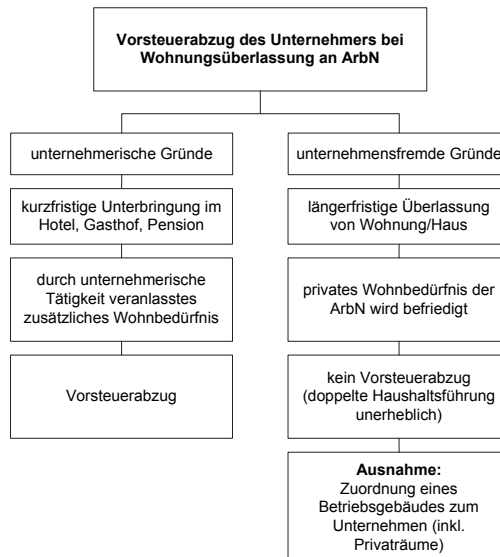 Vorsteuerabzug des Unternehmers bei
Wohnungsüberlassung an ArbN
unternehmerische Gründe
kurzfristige Unterbringung im
Hotel, Gasthof, Pension
durch unternehmerische
Tätigkeit veranlasstes
zusätzliches Wohnbedürfnis
Vorsteuerabzug
unternehmensfremde Gründe
längerfristige Überlassung
von Wohnung/Haus
privates Wohnbedürfnis der
ArbN wird befriedigt
kein Vorsteuerabzug
(doppelte Haushaltsführung
unerheblich)
Ausnahme:
Zuordnung eines
Betriebsgebäudes zum
Unternehmen (inkl.
Privaträume)